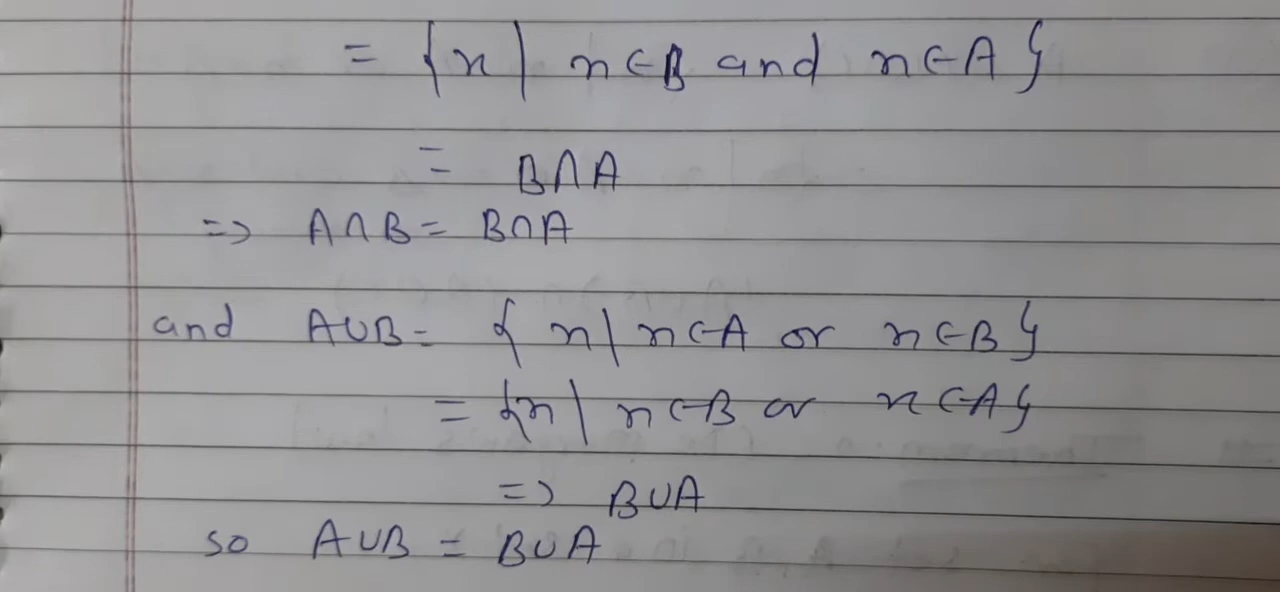 = {x | x ∈ B and x ∈ A}
= B∩A
=> A∩B = B∩A
and A∪B = { x | x ∈ A or x ∈ B}
= {x | x ∈ B or x ∈ A}
=> B∪A
so A∪B = B∪A